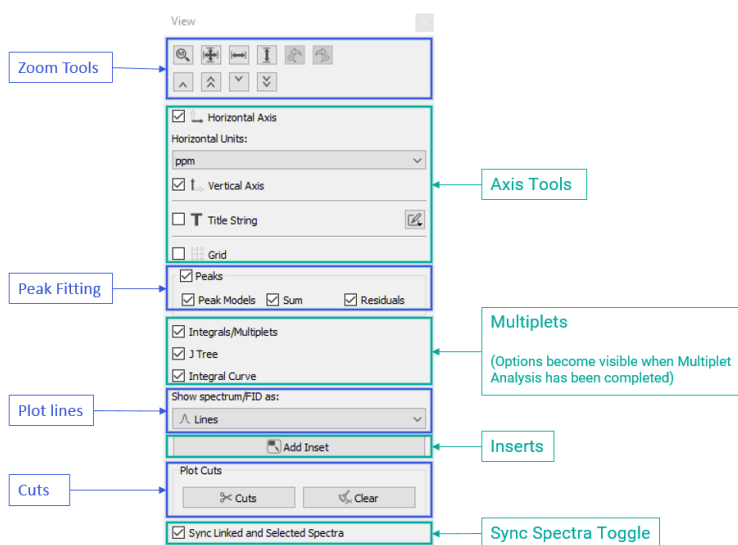 View
Zoom Tools
Horizontal Axis
Horizontal Units:
ppm
Vertical Axis
Axis Tools
T Title String
Grid
Peaks
Peak Fitting
Peak Models Sum Residuals
Integrals/Multiplets
J Tree
Integral Curve
Multiplets
(Options become visible when Multiplet
Analysis has been completed)
Show spectrum/FID as:
Lines
Plot lines
Add Inset
Inserts
Plot Cuts
Cuts
Cuts Clear
Sync Linked and Selected Spectra
Sync Spectra Toggle